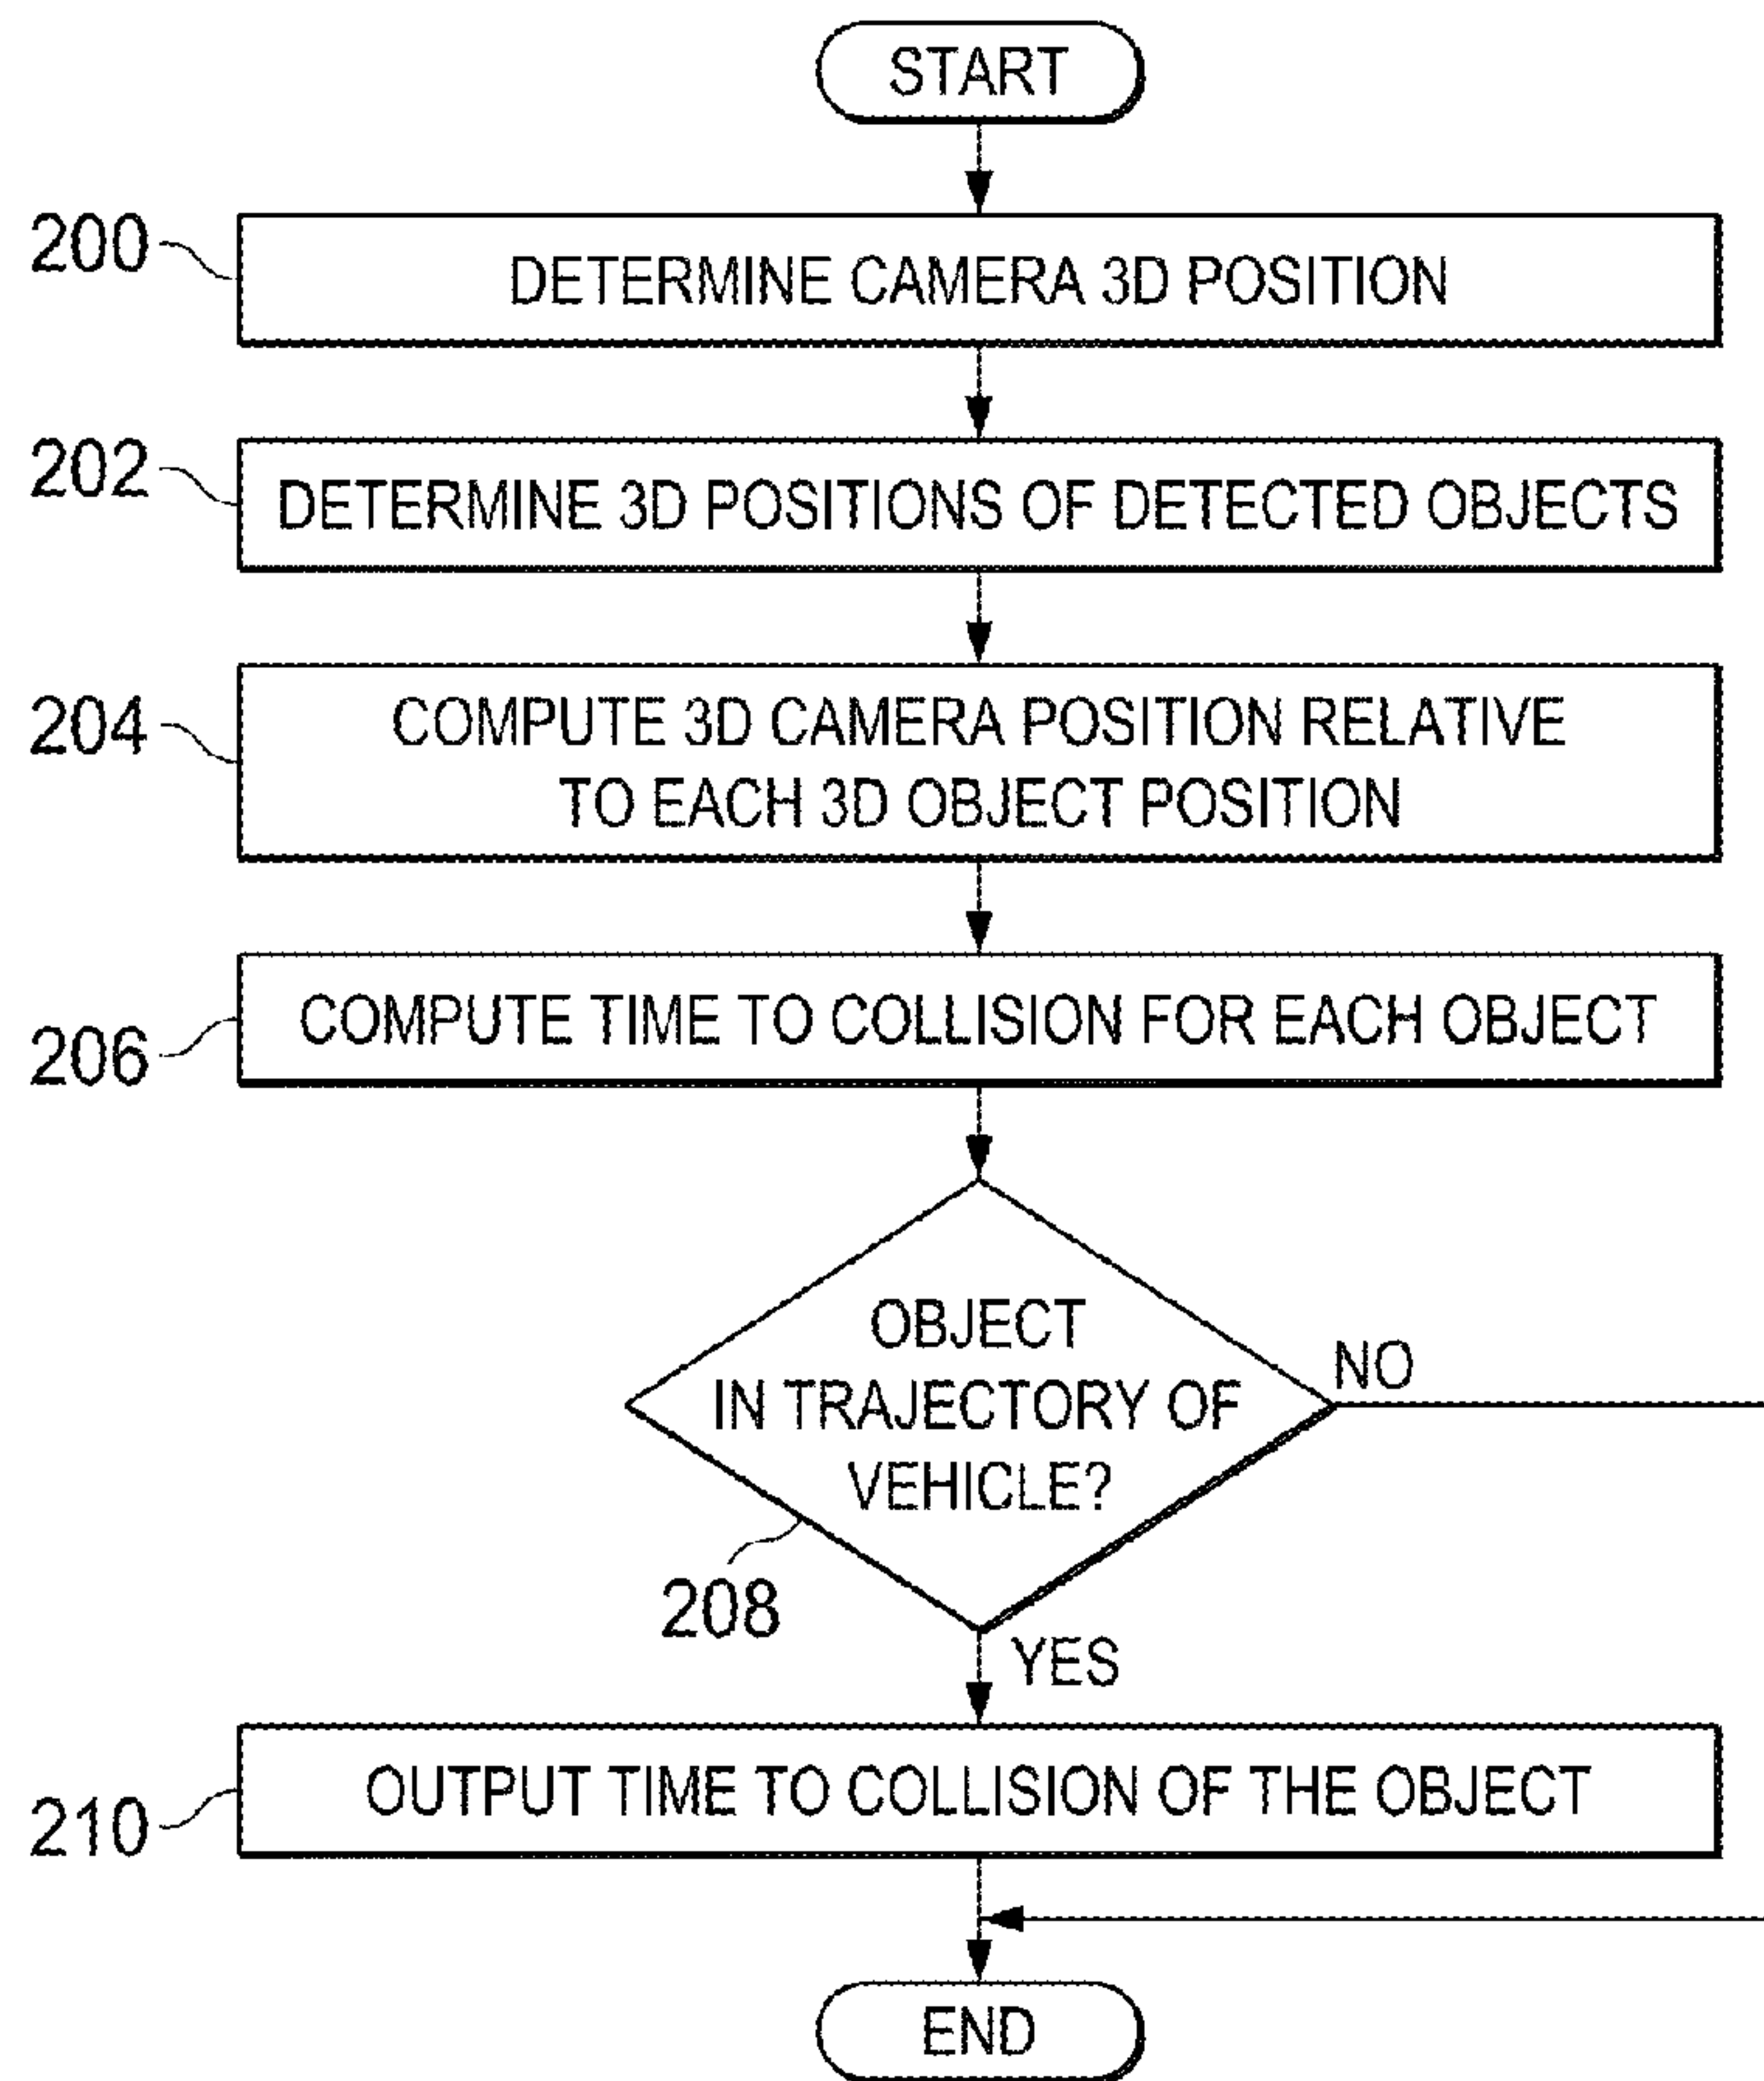 START
200
DETERMINE CAMERA 3D POSITION
202
DETERMINE 3D POSITIONS OF DETECTED OBJECTS
204
COMPUTE 3D CAMERA POSITION RELATIVE
TO EACH 3D OBJECT POSITION
206
COMPUTE TIME TO COLLISION FOR EACH OBJECT
OBJECT
IN TRAJECTORY OF
VEHICLE?
NO
208
YES
210
OUTPUT TIME TO COLLISION OF THE OBJECT
END